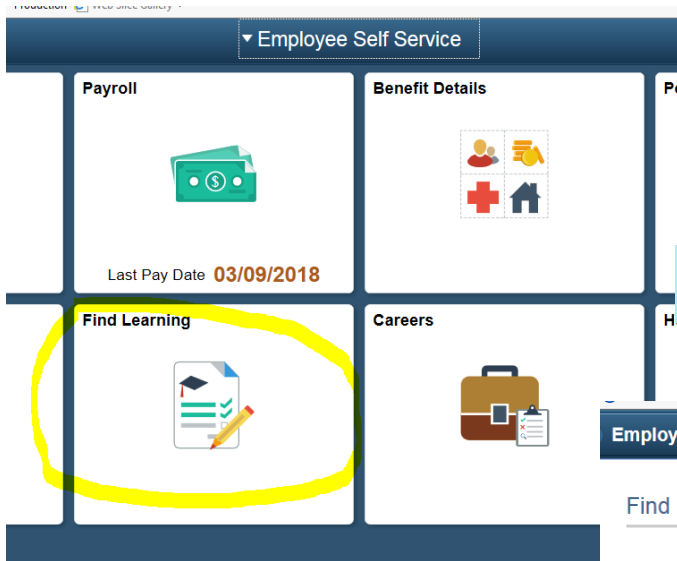 Employee Self Service
Payroll
Benefit Details
Last Pay Date 03/09/2018
Find Learning
Careers
Employ
Find